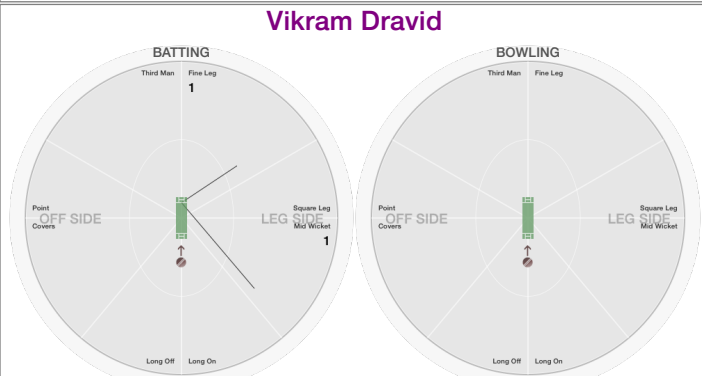 Vikram Dravid
BATTING
Third Man Fine Leg
1
Point
OFF SIDE
Covers
Square Leg
LEG SIDE
Mid Wicket
1
Long Off Long On
BOWLING
Third Man Fine Leg
Point
OFF SIDE
Covers
Square Leg
LEG SIDE
Mid Wicket
Long Off Long On